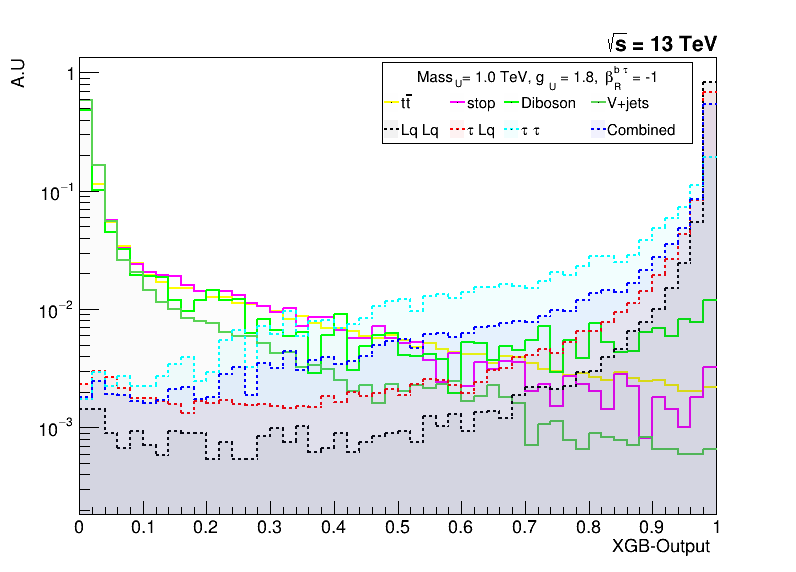 √s = 13 TeV
A.U
Mass_U = 1.0 TeV, g_U = 1.8, β_R^{b τ} = -1
tt̅ stop Diboson V+jets
Lq Lq τ Lq τ τ Combined
1
10⁻¹
10⁻²
10⁻³
0 0.1 0.2 0.3 0.4 0.5 0.6 0.7 0.8 0.9 1
XGB-Output